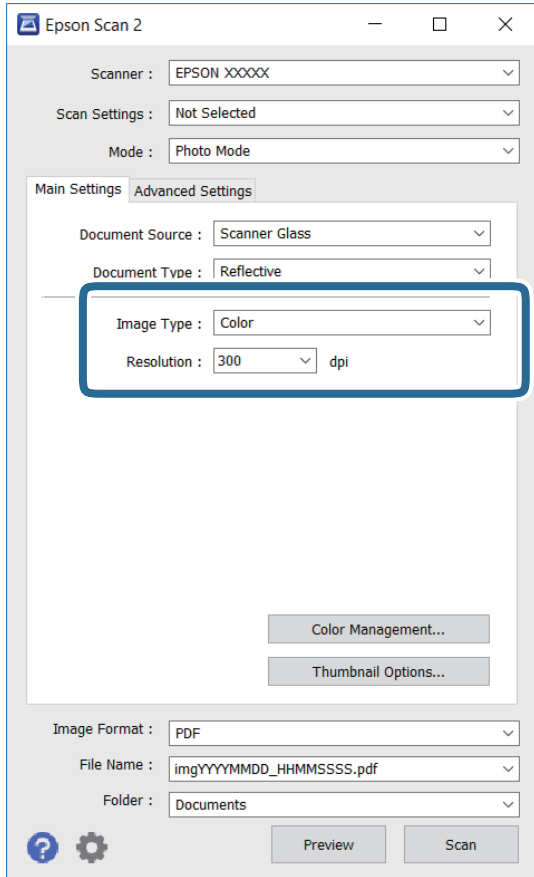 Epson Scan 2
Scanner : EPSON XXXXX
Scan Settings : Not Selected
Mode : Photo Mode
Main Settings Advanced Settings
Document Source : Scanner Glass
Document Type : Reflective
Image Type : Color
Resolution : 300 dpi
Color Management...
Thumbnail Options...
Image Format : PDF
File Name : imgYYYYMMDD_HHMMSSSS.pdf
Folder : Documents
? Preview Scan